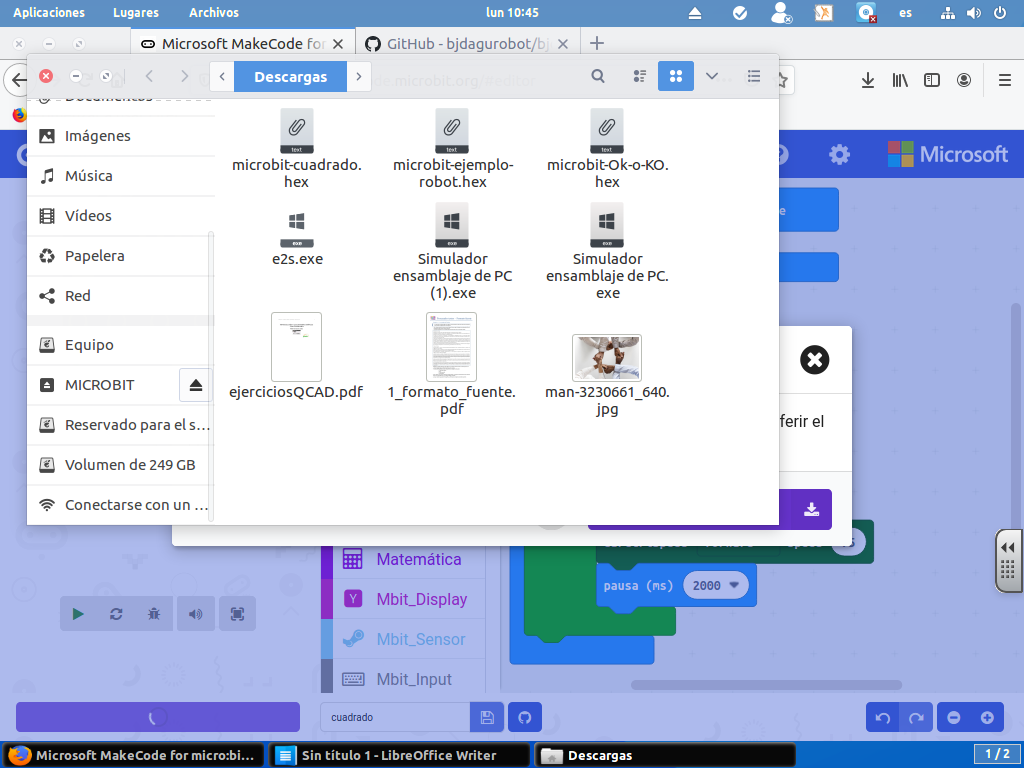 Aplicaciones Lugares Archivos lun 10:45 es
Microsoft MakeCode for GitHub - bjdagurobot/bj
Descargas
Documentos
Imágenes
Música
Vídeos
Papelera
Red
Equipo
MICROBIT
Reservado para el s...
Volumen de 249 GB
Conectarse con un ...
text
microbit-cuadrado.
hex
text
microbit-ejemplo-
robot.hex
text
microbit-Ok-o-KO.
hex
exe
e2s.exe
exe
Simulador
ensamblaje de PC
(1).exe
exe
Simulador
ensamblaje de PC.
exe
ejerciciosQCAD.pdf
1_formato_fuente.
pdf
man-3230661_640.
jpg
Microsoft
ferir el
Matemática
Mbit_Display
Mbit_Sensor
Mbit_Input
pausa (ms) 2000
cuadrado
Microsoft MakeCode for micro:bi... Sin título 1 - LibreOffice Writer Descargas 1 / 2